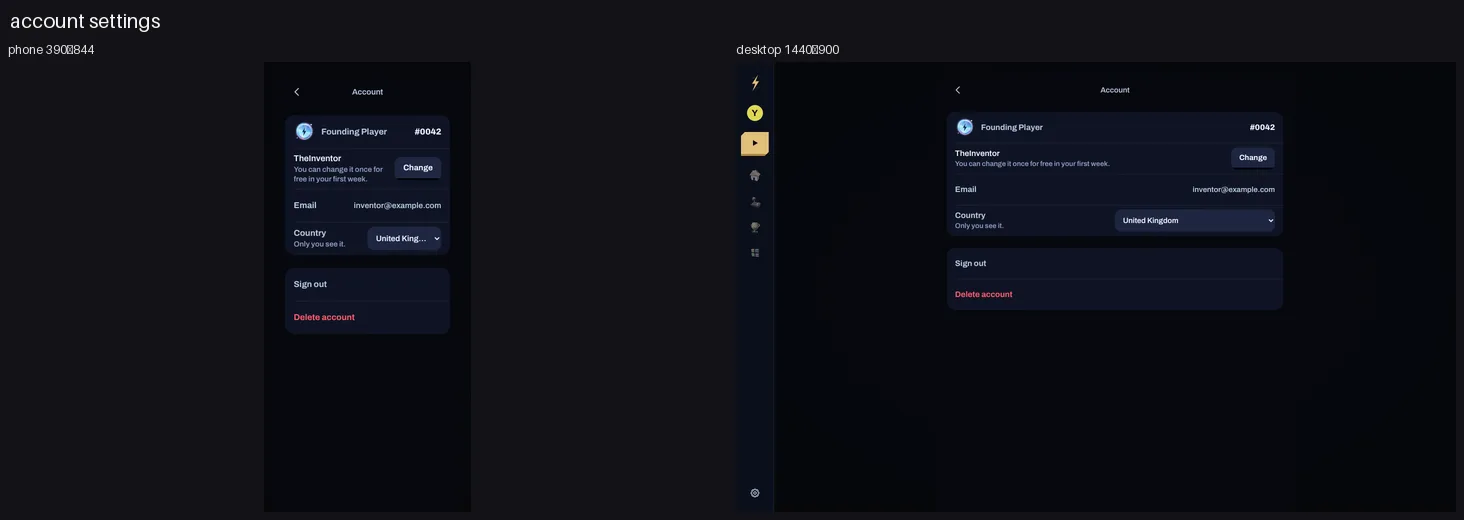 account settings
phone 390▯844
Account
Founding Player #0042
TheInventor
You can change it once for
free in your first week.
Change
Email inventor@example.com
Country
Only you see it.
United King...
Sign out
Delete account
desktop 1440▯900
Y
Account
Founding Player #0042
TheInventor
You can change it once for free in your first week.
Change
Email inventor@example.com
Country
Only you see it.
United Kingdom
Sign out
Delete account